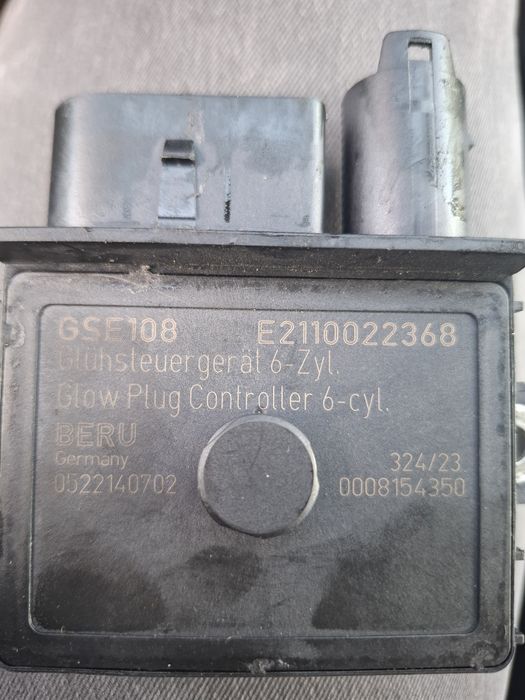 GSE108 E2110022368
Glühsteuergerät 6-Zyl.
Glow Plug Controller 6-cyl.
BERU
Germany 324/23
0522140702 0008154350